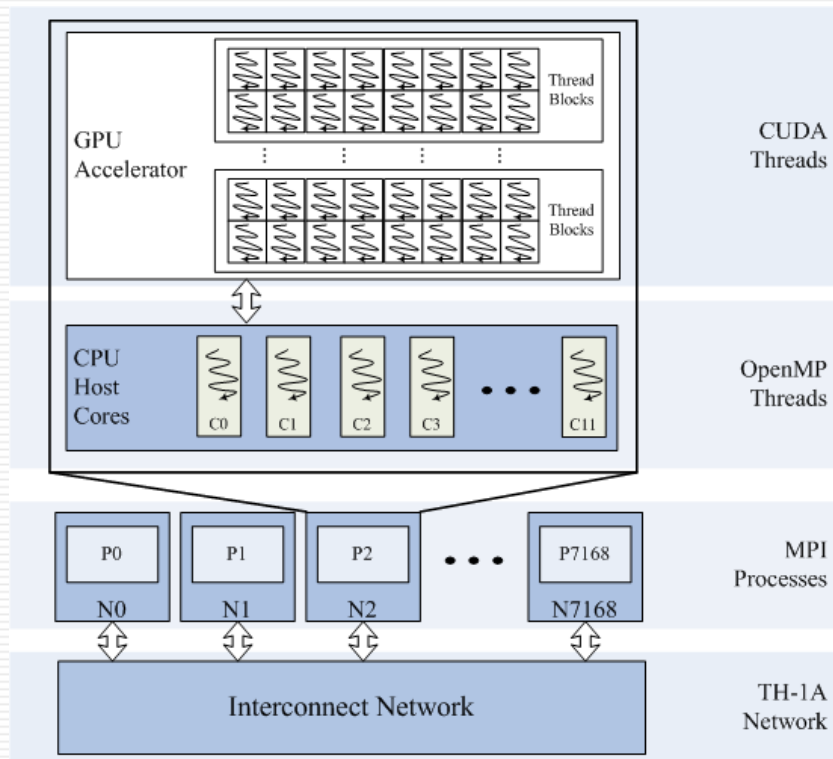 GPU
Accelerator
Thread
Blocks
Thread
Blocks
CUDA
Threads
CPU
Host
Cores
C0
C1
C2
C3
C11
OpenMP
Threads
P0
P1
P2
P7168
N0
N1
N2
N7168
MPI
Processes
Interconnect Network
TH-1A
Network